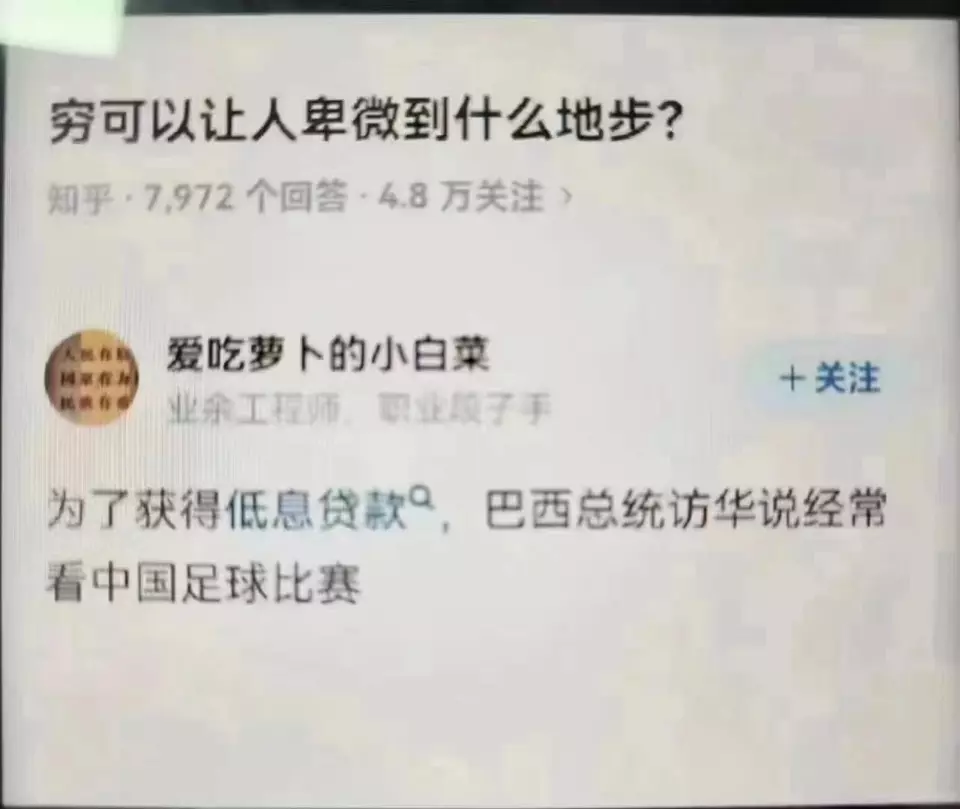 穷可以让人卑微到什么地步?
知乎 · 7,972 个回答 · 4.8 万关注 >
爱吃萝卜的小白菜
业余工程师，职业段子手
+ 关注
为了获得低息贷款，巴西总统访华说经常
看中国足球比赛